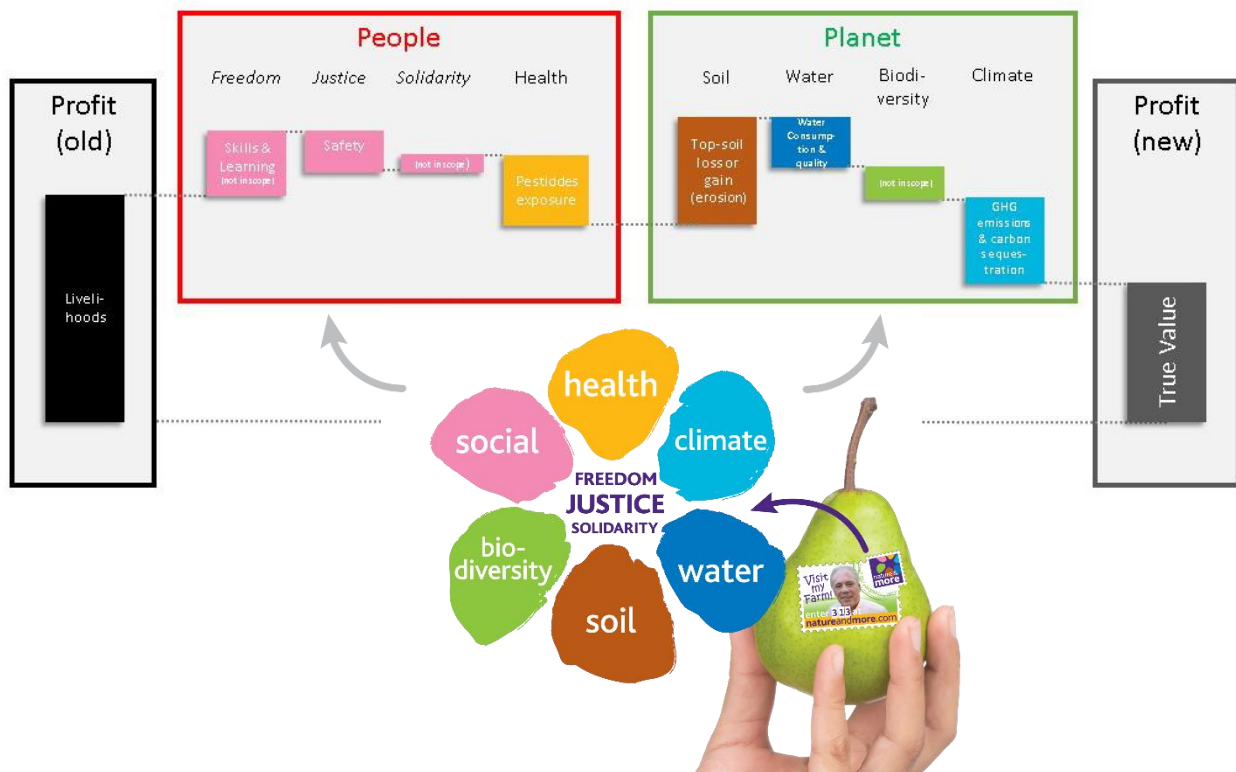 People
Planet
Freedom
Justice
Solidarity
Health
Soil
Water
Biodi-
versity
Climate
Profit
(old)
Profit
(new)
Skills &
Learning
(not in scope)
Safety
(not in scope)
Pesticides
exposure
Top-soil
loss or
gain
(erosion)
Water
Consump-
tion &
quality
(not in scope)
GHG
emissions
& carbon
seques-
tration
Liveli-
hoods
True Value
health
social
climate
FREEDOM
JUSTICE
SOLIDARITY
bio-
diversity
water
soil
Visit
my
Farm!
nature &
more
enter 313 at
natureandmore.com